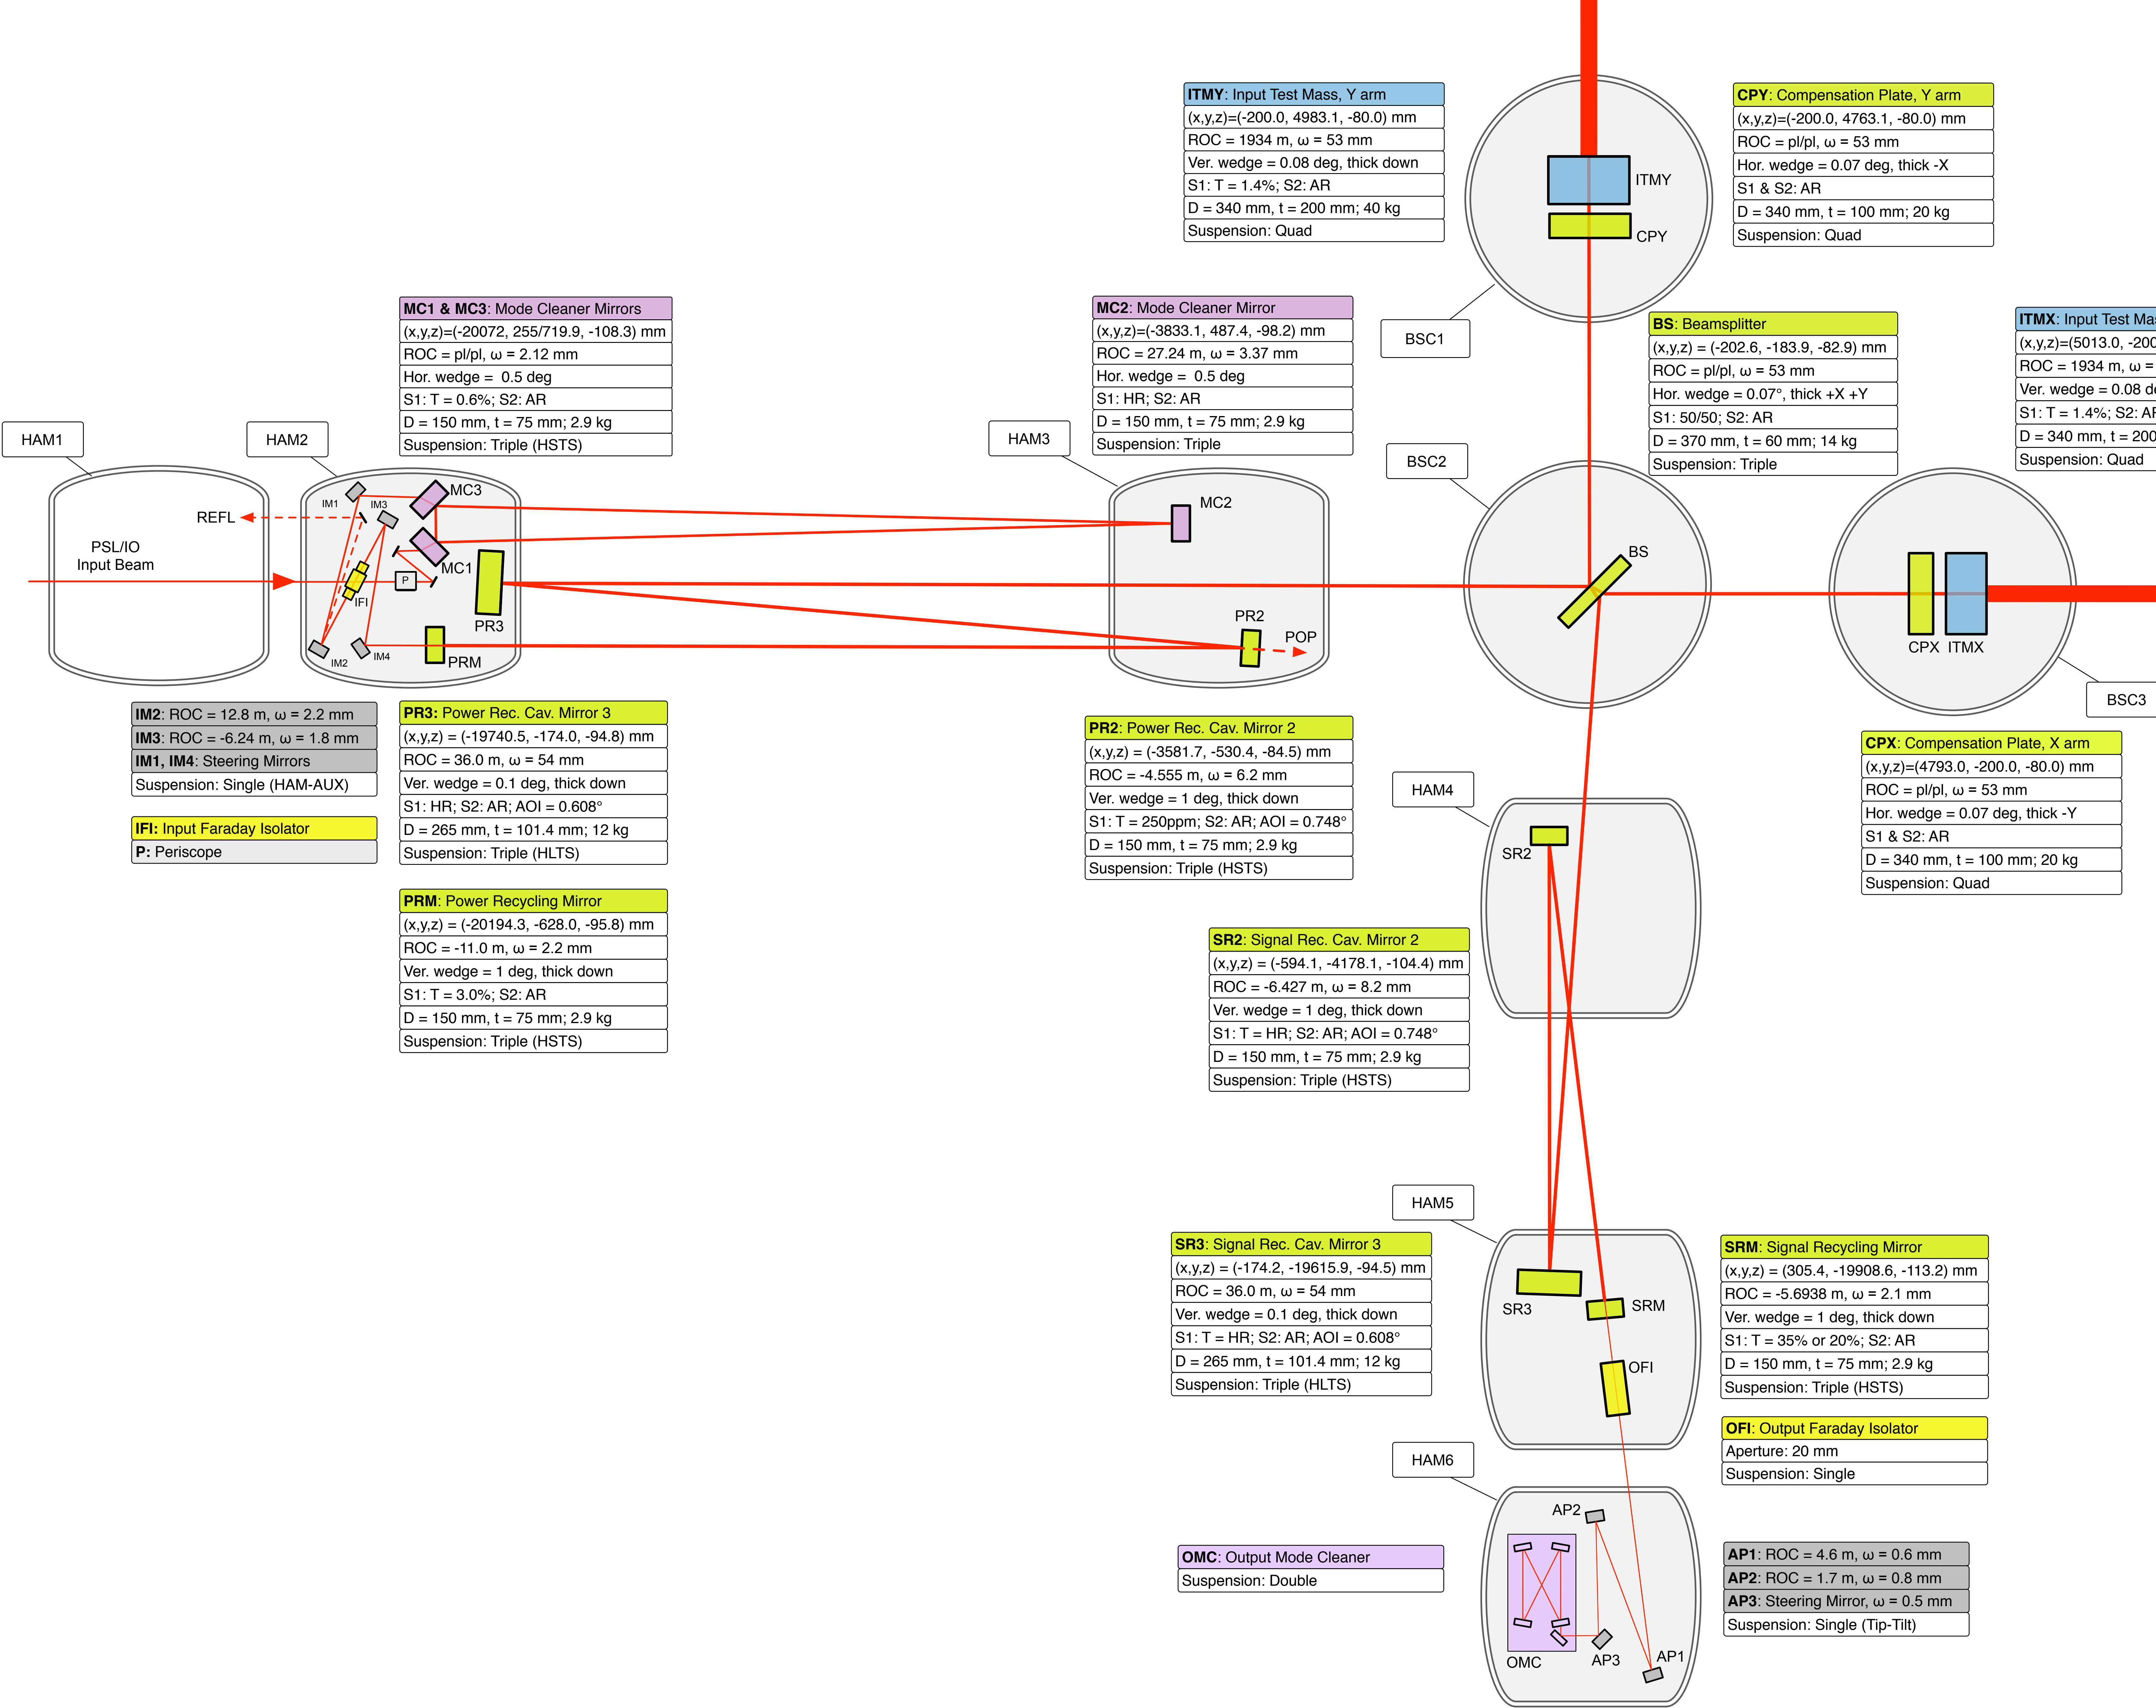 ITMY: Input Test Mass, Y arm
(x,y,z)=(-200.0, 4983.1, -80.0) mm
ROC = 1934 m, ω = 53 mm
Ver. wedge = 0.08 deg, thick down
S1: T = 1.4%; S2: AR
D = 340 mm, t = 200 mm; 40 kg
Suspension: Quad
ITMY
CPY
CPY: Compensation Plate, Y arm
(x,y,z)=(-200.0, 4763.1, -80.0) mm
ROC = pl/pl, ω = 53 mm
Hor. wedge = 0.07 deg, thick -X
S1 & S2: AR
D = 340 mm, t = 100 mm; 20 kg
Suspension: Quad
BSC1
MC1 & MC3: Mode Cleaner Mirrors
(x,y,z)=(-20072, 255/719.9, -108.3) mm
ROC = pl/pl, ω = 2.12 mm
Hor. wedge = 0.5 deg
S1: T = 0.6%; S2: AR
D = 150 mm, t = 75 mm; 2.9 kg
Suspension: Triple (HSTS)
MC2: Mode Cleaner Mirror
(x,y,z)=(-3833.1, 487.4, -98.2) mm
ROC = 27.24 m, ω = 3.37 mm
Hor. wedge = 0.5 deg
S1: HR; S2: AR
D = 150 mm, t = 75 mm; 2.9 kg
Suspension: Triple
BS: Beamsplitter
(x,y,z) = (-202.6, -183.9, -82.9) mm
ROC = pl/pl, ω = 53 mm
Hor. wedge = 0.07°, thick +X +Y
S1: 50/50; S2: AR
D = 370 mm, t = 60 mm; 14 kg
Suspension: Triple
ITMX: Input Test Ma
(x,y,z)=(5013.0, -200
ROC = 1934 m, ω =
Ver. wedge = 0.08 de
S1: T = 1.4%; S2: AR
D = 340 mm, t = 200
Suspension: Quad
HAM1
HAM2
HAM3
BSC2
REFL
PSL/IO
Input Beam
IM1
IM3
MC3
MC1
P
IFI
IM2
IM4
PR3
PRM
MC2
PR2
POP
BS
CPX
ITMX
BSC3
IM2: ROC = 12.8 m, ω = 2.2 mm
IM3: ROC = -6.24 m, ω = 1.8 mm
IM1, IM4: Steering Mirrors
Suspension: Single (HAM-AUX)
IFI: Input Faraday Isolator
P: Periscope
PR3: Power Rec. Cav. Mirror 3
(x,y,z) = (-19740.5, -174.0, -94.8) mm
ROC = 36.0 m, ω = 54 mm
Ver. wedge = 0.1 deg, thick down
S1: HR; S2: AR; AOI = 0.608°
D = 265 mm, t = 101.4 mm; 12 kg
Suspension: Triple (HLTS)
PRM: Power Recycling Mirror
(x,y,z) = (-20194.3, -628.0, -95.8) mm
ROC = -11.0 m, ω = 2.2 mm
Ver. wedge = 1 deg, thick down
S1: T = 3.0%; S2: AR
D = 150 mm, t = 75 mm; 2.9 kg
Suspension: Triple (HSTS)
PR2: Power Rec. Cav. Mirror 2
(x,y,z) = (-3581.7, -530.4, -84.5) mm
ROC = -4.555 m, ω = 6.2 mm
Ver. wedge = 1 deg, thick down
S1: T = 250ppm; S2: AR; AOI = 0.748°
D = 150 mm, t = 75 mm; 2.9 kg
Suspension: Triple (HSTS)
CPX: Compensation Plate, X arm
(x,y,z)=(4793.0, -200.0, -80.0) mm
ROC = pl/pl, ω = 53 mm
Hor. wedge = 0.07 deg, thick -Y
S1 & S2: AR
D = 340 mm, t = 100 mm; 20 kg
Suspension: Quad
HAM4
SR2
SR2: Signal Rec. Cav. Mirror 2
(x,y,z) = (-594.1, -4178.1, -104.4) mm
ROC = -6.427 m, ω = 8.2 mm
Ver. wedge = 1 deg, thick down
S1: T = HR; S2: AR; AOI = 0.748°
D = 150 mm, t = 75 mm; 2.9 kg
Suspension: Triple (HSTS)
HAM5
SR3: Signal Rec. Cav. Mirror 3
(x,y,z) = (-174.2, -19615.9, -94.5) mm
ROC = 36.0 m, ω = 54 mm
Ver. wedge = 0.1 deg, thick down
S1: T = HR; S2: AR; AOI = 0.608°
D = 265 mm, t = 101.4 mm; 12 kg
Suspension: Triple (HLTS)
SR3
SRM
OFI
SRM: Signal Recycling Mirror
(x,y,z) = (305.4, -19908.6, -113.2) mm
ROC = -5.6938 m, ω = 2.1 mm
Ver. wedge = 1 deg, thick down
S1: T = 35% or 20%; S2: AR
D = 150 mm, t = 75 mm; 2.9 kg
Suspension: Triple (HSTS)
OFI: Output Faraday Isolator
Aperture: 20 mm
Suspension: Single
HAM6
AP2
OMC
AP3
AP1
OMC: Output Mode Cleaner
Suspension: Double
AP1: ROC = 4.6 m, ω = 0.6 mm
AP2: ROC = 1.7 m, ω = 0.8 mm
AP3: Steering Mirror, ω = 0.5 mm
Suspension: Single (Tip-Tilt)